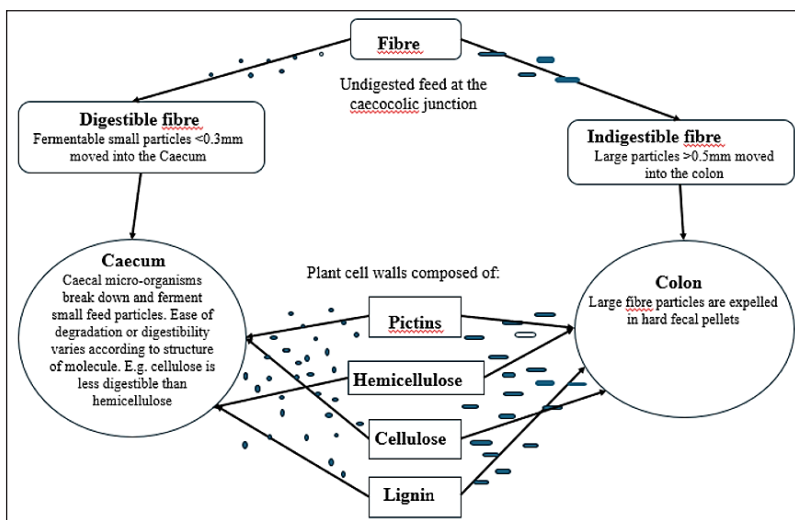 Fibre
Undigested feed at the
caecocolic junction
Digestible fibre
Fermentable small particles <0.3mm
moved into the Caecum
Indigestible fibre
Large particles >0.5mm moved
into the colon
Caecum
Caecal micro-organisms
break down and ferment
small feed particles. Ease of
degradation or digestibility
varies according to structure
of molecule. E.g. cellulose is
less digestible than
hemicellulose
Plant cell walls composed of:
Pictins
Hemicellulose
Cellulose
Lignin
Colon
Large fibre particles are expelled
in hard fecal pellets